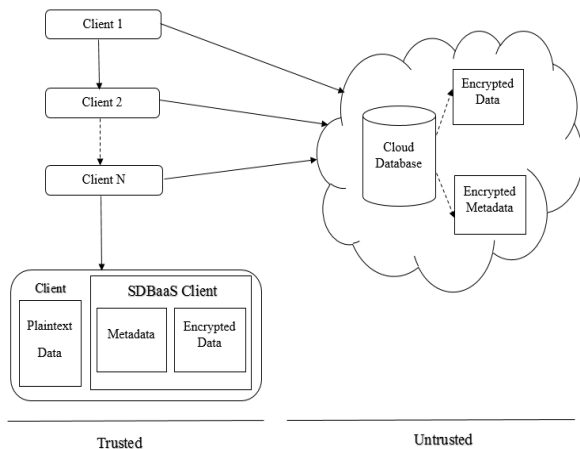 Client 1
Client 2
Client N
Cloud
Database
Encrypted
Data
Encrypted
Metadata
Client
SDBaaS Client
Plaintext
Data
Metadata
Encrypted
Data
Trusted
Untrusted